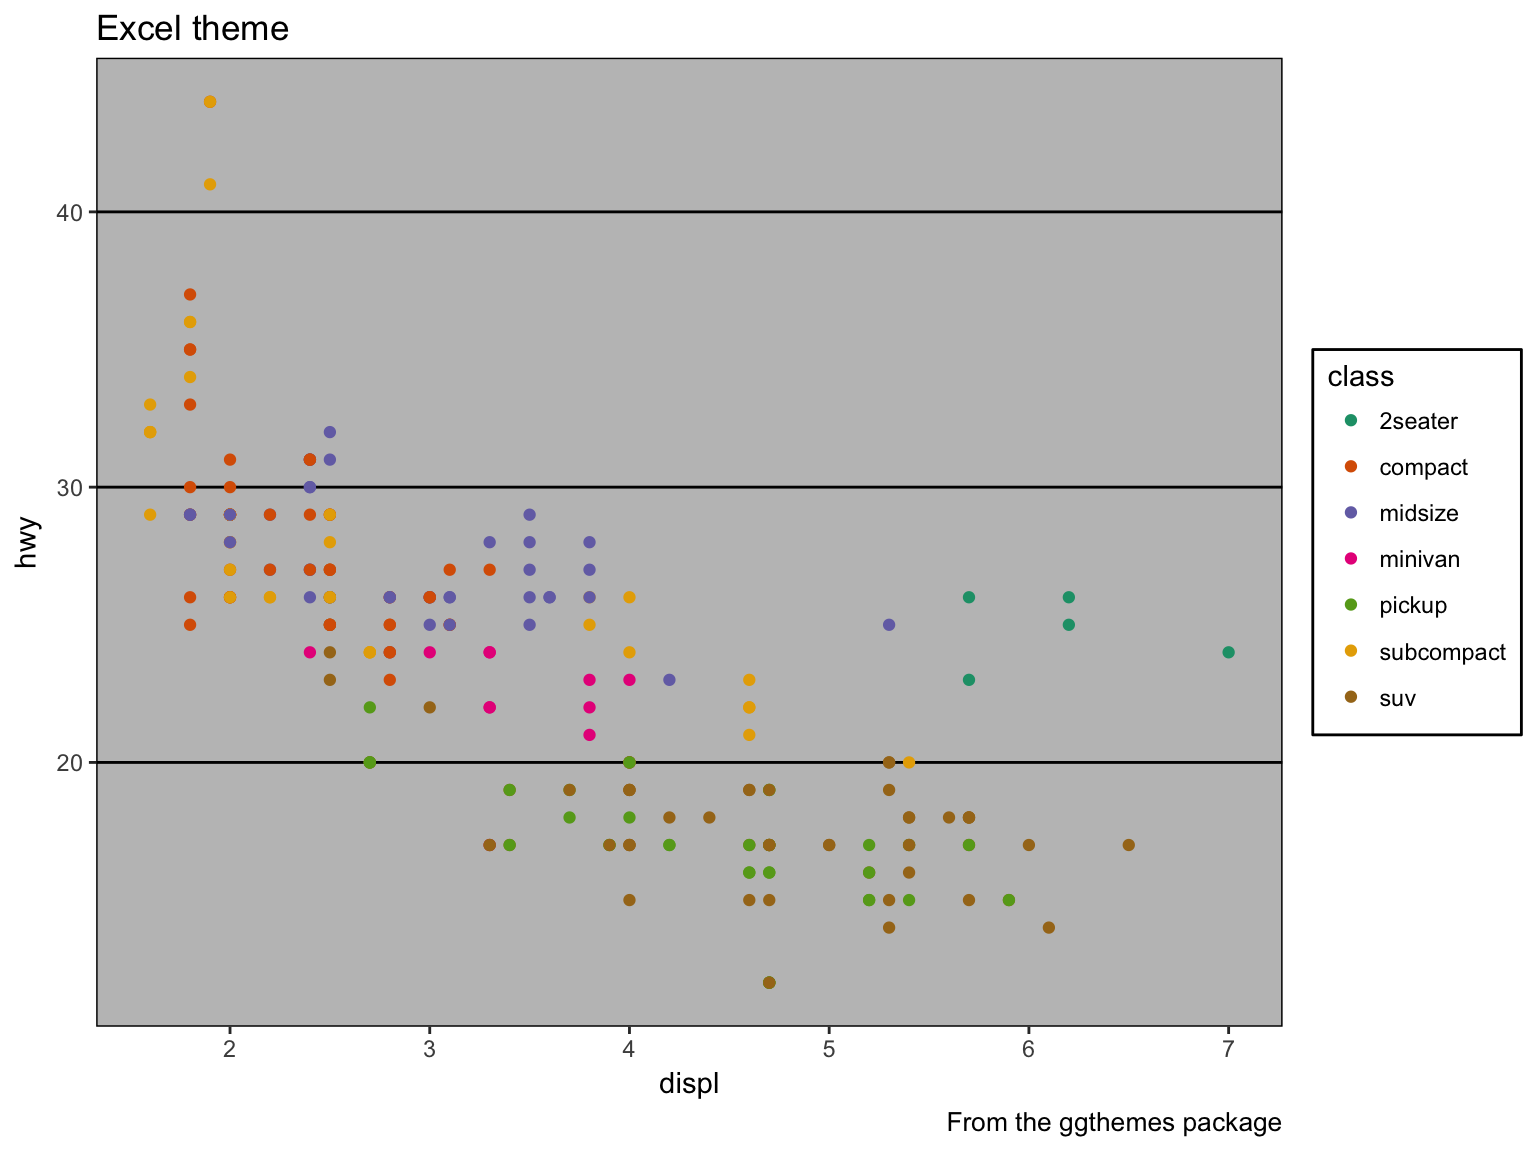 Excel theme
hwy
40
30
20
2
3
4
5
6
7
displ
class
2seater
compact
midsize
minivan
pickup
subcompact
suv
From the ggthemes package